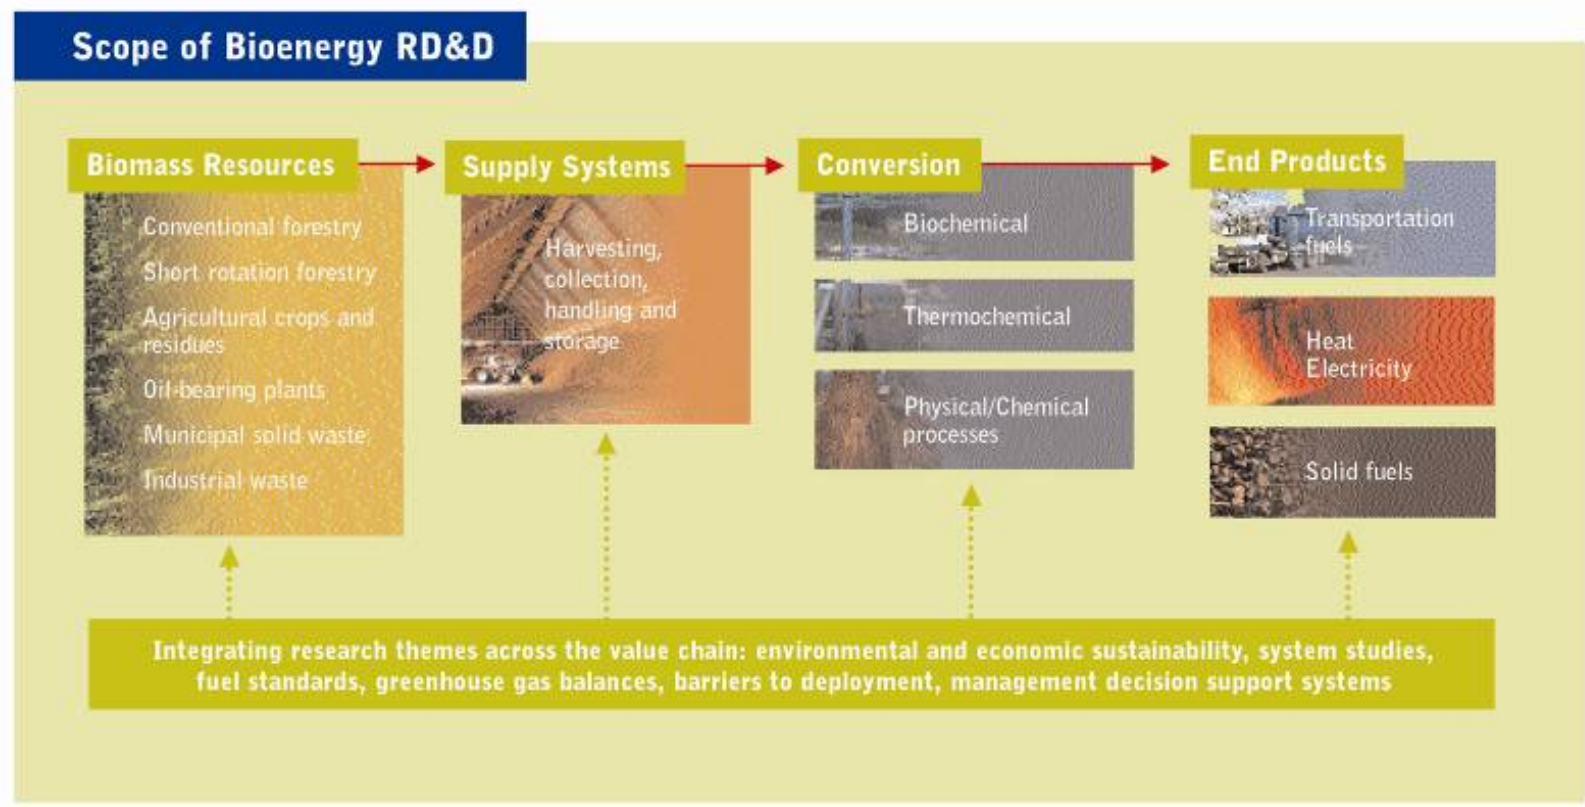 Scope of Bioenergy RD&D
Biomass Resources
Conventional forestry
Short rotation forestry
Agricultural crops and
residues
Oil-bearing plants
Municipal solid waste
Industrial waste
Supply Systems
Harvesting,
collection,
handling and
storage
Conversion
Biochemical
Thermochemical
Physical/Chemical
processes
End Products
Transportation
fuels
Heat
Electricity
Solid fuels
Integrating research themes across the value chain: environmental and economic sustainability, system studies,
fuel standards, greenhouse gas balances, barriers to deployment, management decision support systems